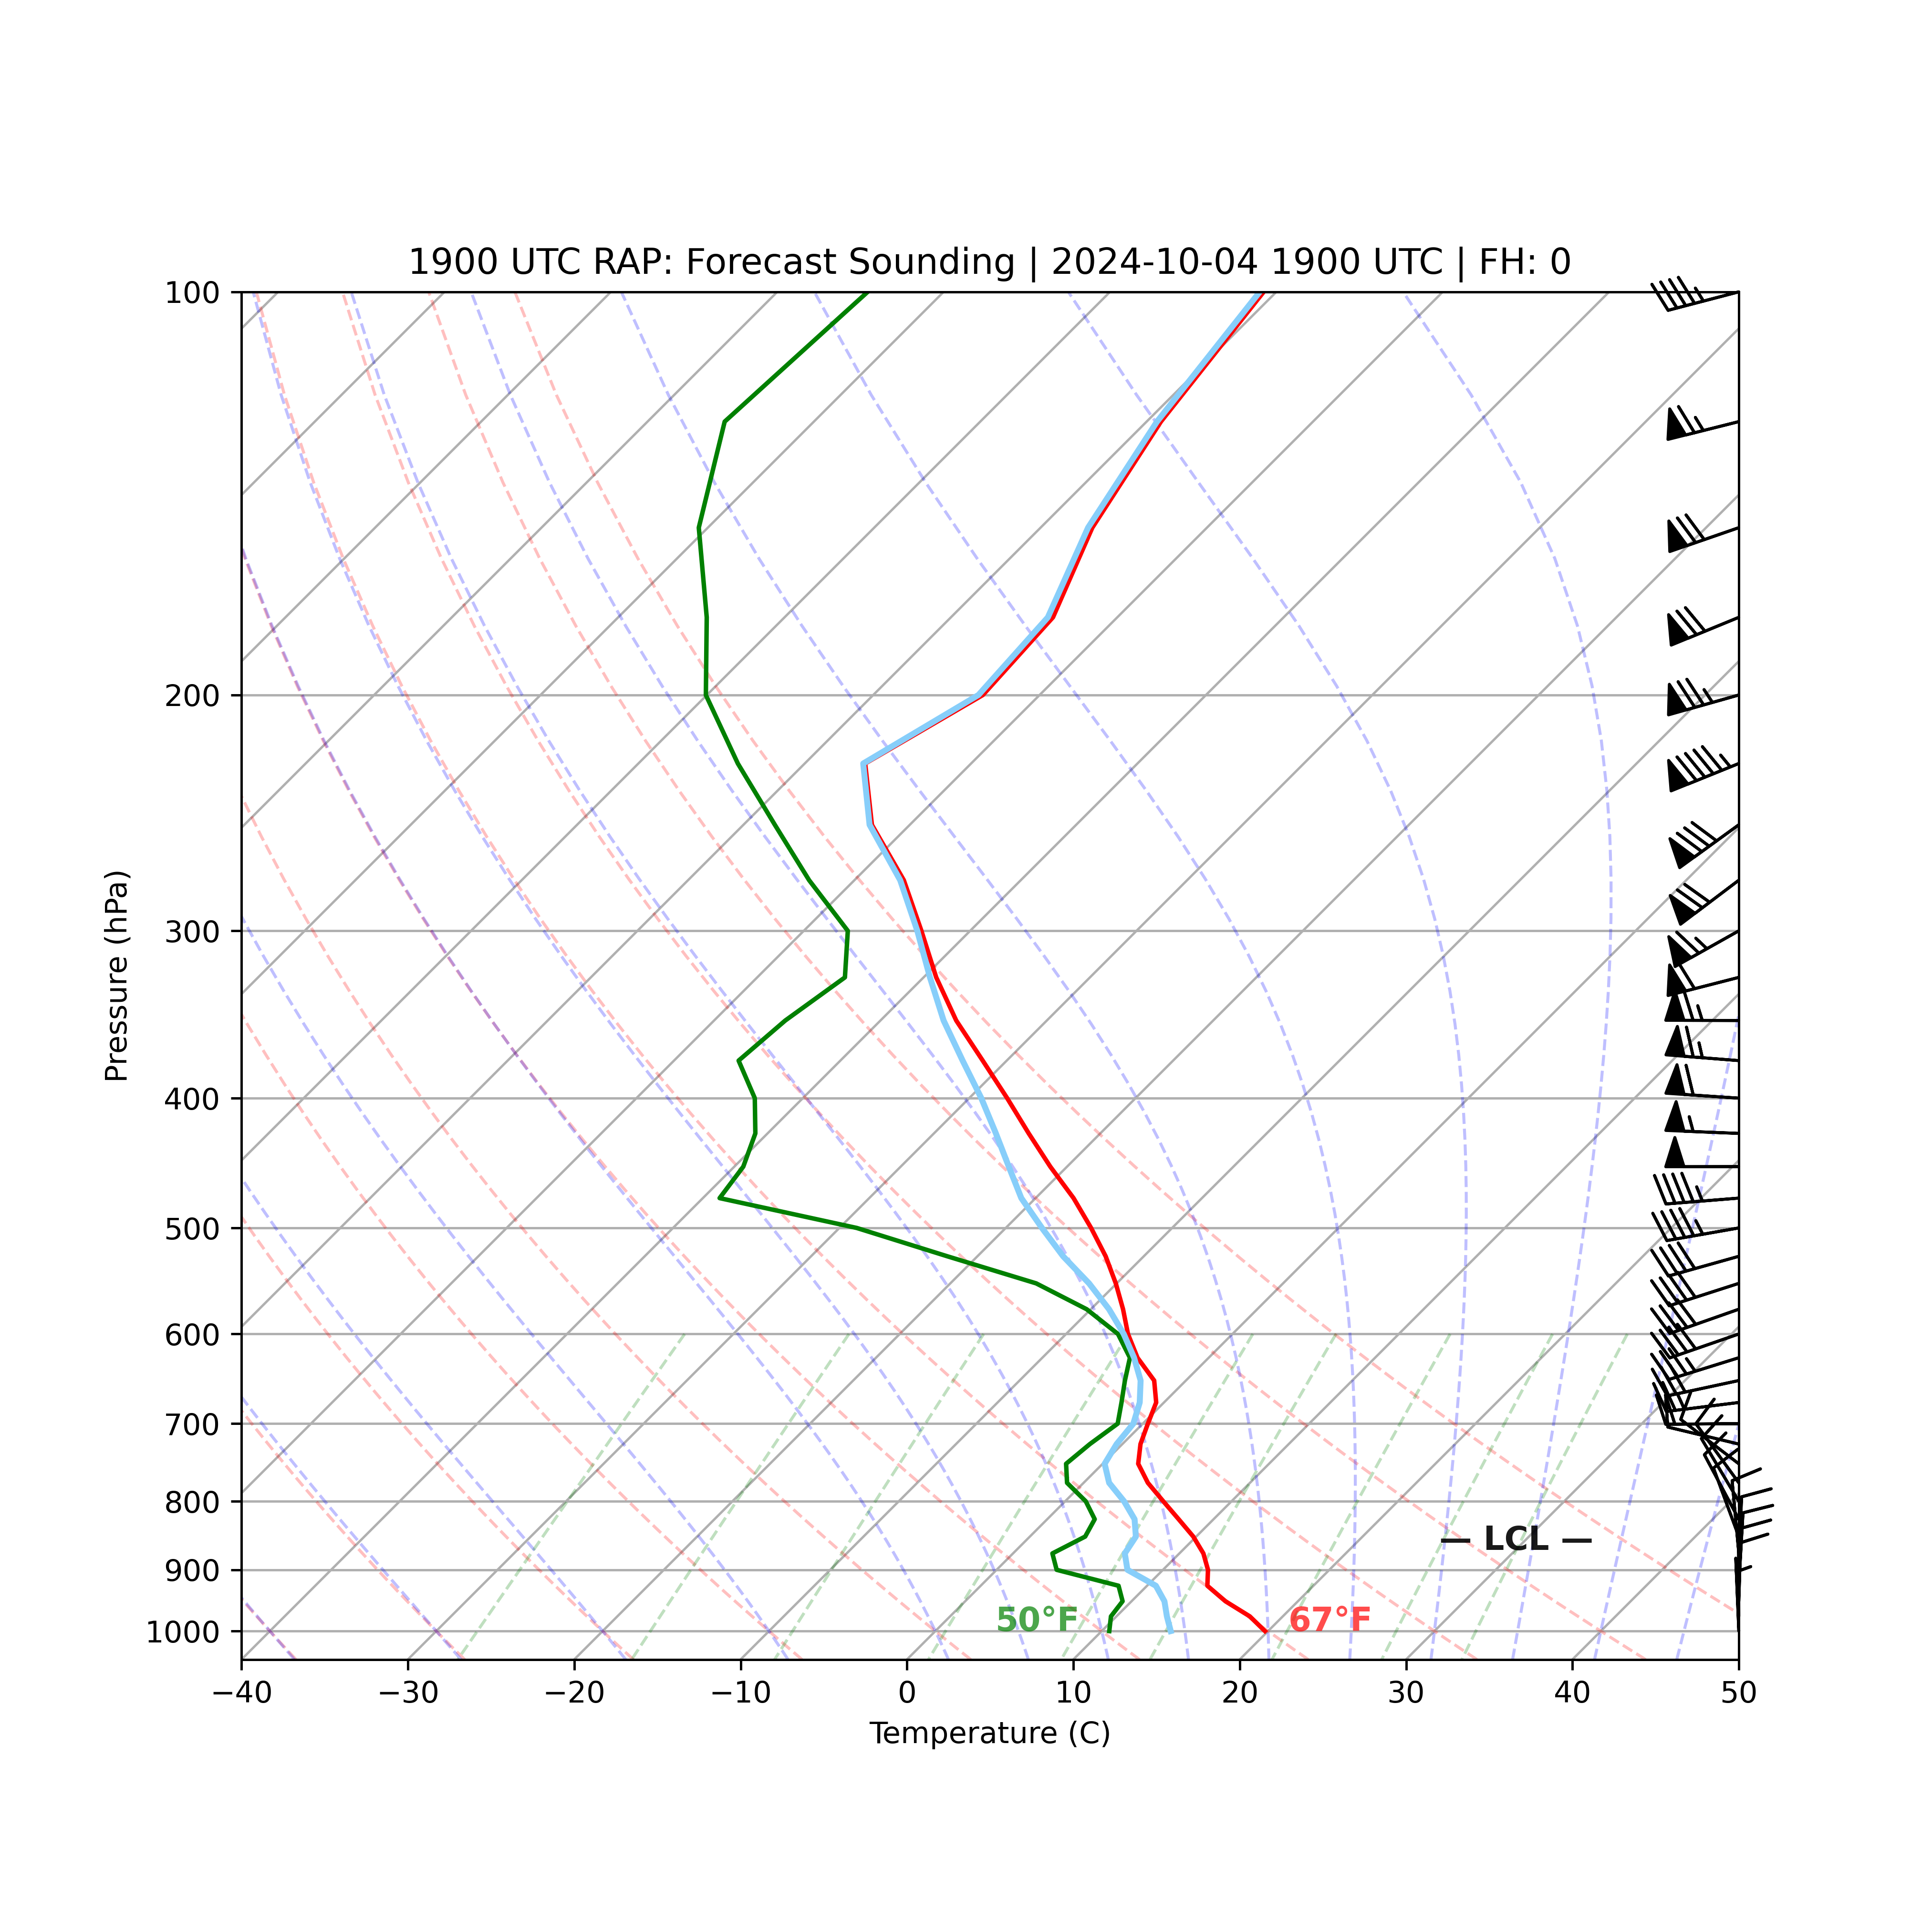 1900 UTC RAP: Forecast Sounding | 2024-10-04 1900 UTC | FH: 0
100
200
300
400
500
600
700
800
900
1000
Pressure (hPa)
— LCL —
50°F
67°F
−40 −30 −20 −10 0 10 20 30 40 50
Temperature (C)